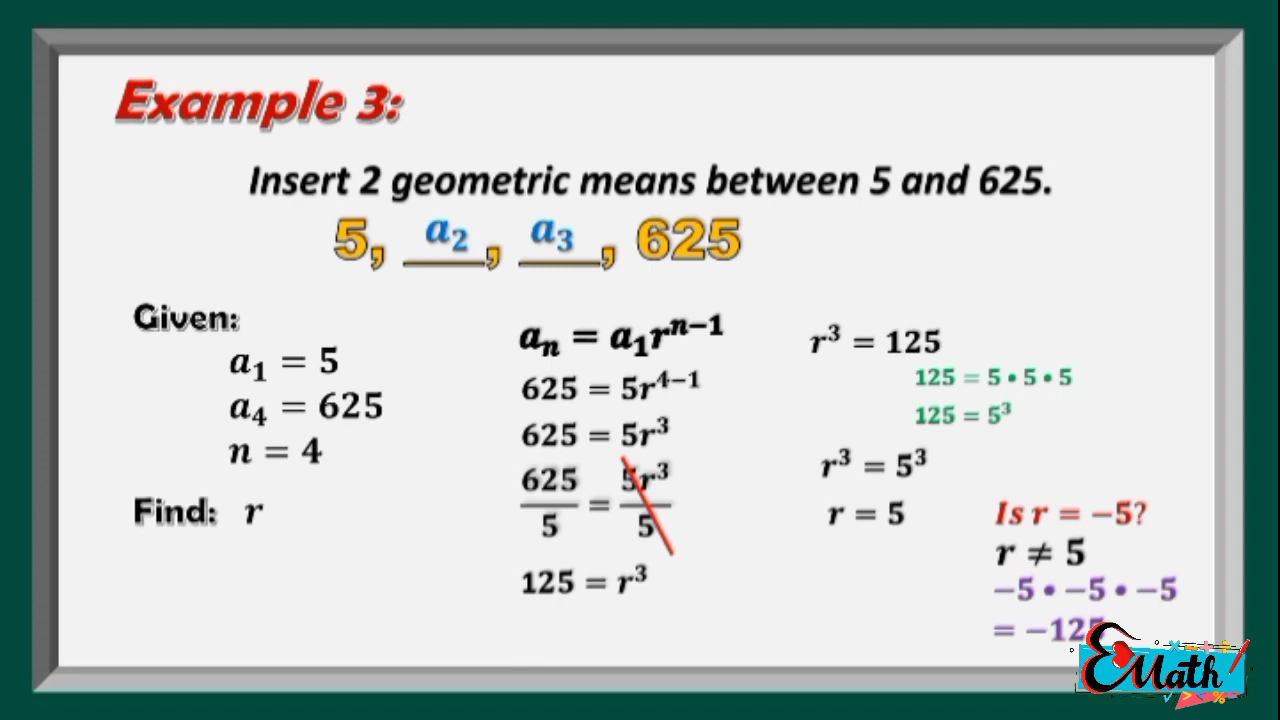 Example 3:
Insert 2 geometric means between 5 and 625.
5, a₂, a₃, 625
Given:
a₁ = 5
a₄ = 625
n = 4
Find: r
aₙ = a₁rⁿ⁻¹
625 = 5r⁴⁻¹
625 = 5r³
625/5 = 5r³/5
125 = r³
r³ = 125
125 = 5 • 5 • 5
125 = 5³
r³ = 5³
r = 5
Is r = −5?
r ≠ 5
−5 • −5 • −5
= −125
EMath